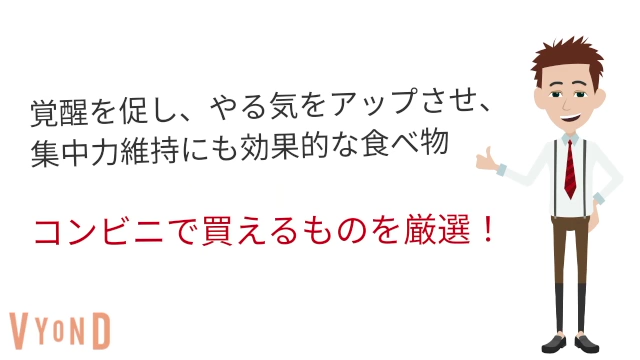 覚醒を促し、やる気をアップさせ、
集中力維持にも効果的な食べ物
コンビニで買えるものを厳選！
VYOND